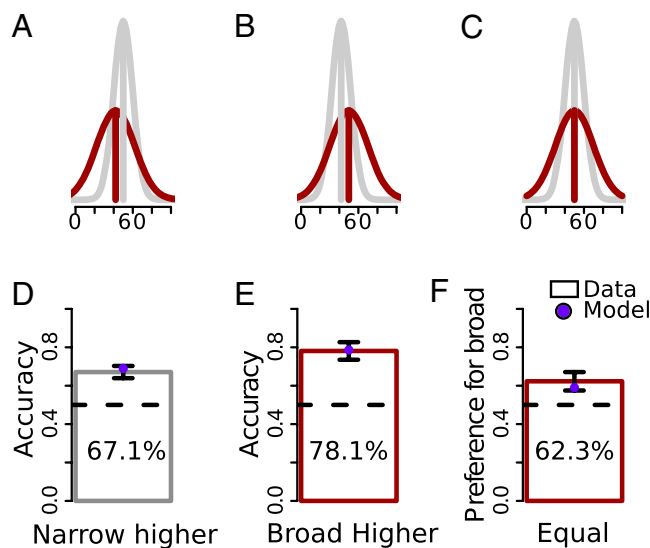 A
B
C
0 60
0 60
0 60
D
E
F
Data
Model
Accuracy
0.0 0.4 0.8
67.1%
Narrow higher
Accuracy
0.0 0.4 0.8
78.1%
Broad Higher
Preference for broad
0.0 0.4 0.8
62.3%
Equal